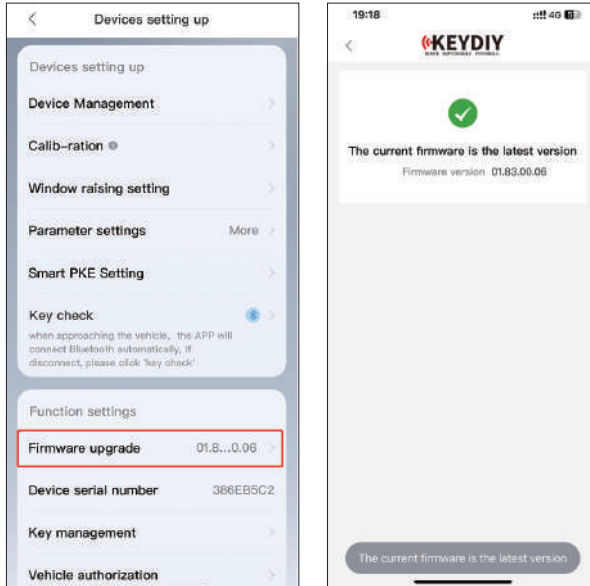 Devices setting up
Devices setting up
Device Management
Calib-ration
Window raising setting
Parameter settings More
Smart PKE Setting
Key check
when approaching the vehicle, the APP will
connect Bluetooth automatically, If
disconnect, please click 'key check'
Function settings
Firmware upgrade 01.8...0.06
Device serial number 386EB5C2
Key management
Vehicle authorization
19:18 4G
KEYDIY
The current firmware is the latest version
Firmware version 01.83.00.06
The current firmware is the latest version